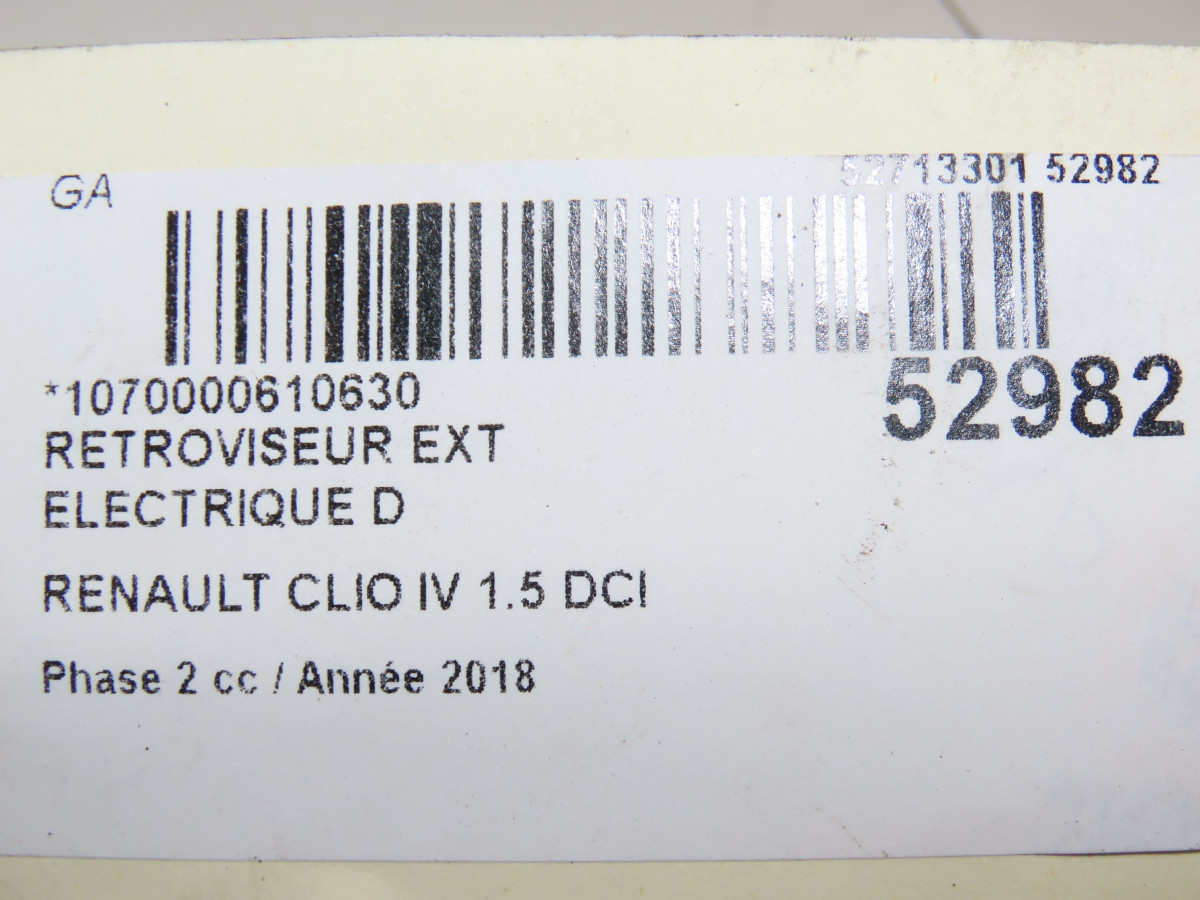 GA
52713301 52982
52982
*1070000610630
RETROVISEUR EXT
ELECTRIQUE D
RENAULT CLIO IV 1.5 DCI
Phase 2 cc / Année 2018